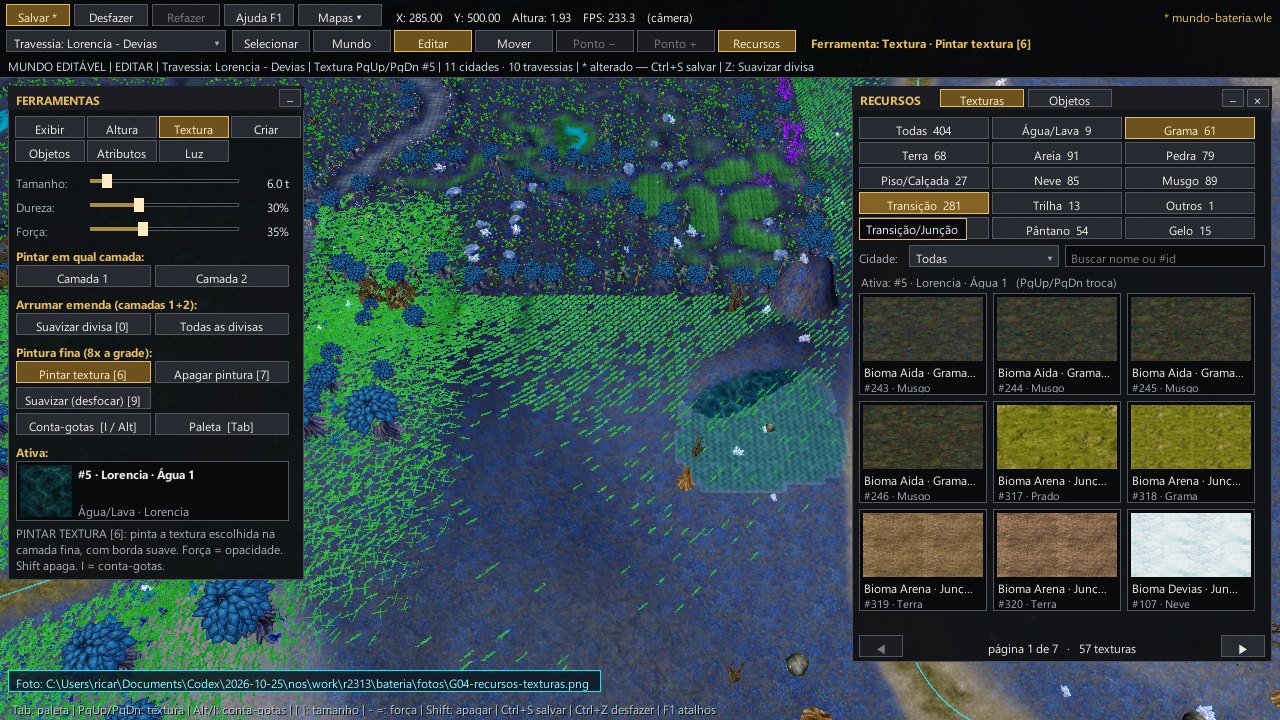 Salvar * Desfazer Refazer Ajuda F1 Mapas ▾ X: 285.00 Y: 500.00 Altura: 1.93 FPS: 233.3 (câmera) * mundo-bateria.wle
Travessia: Lorencia - Devias ▾ Selecionar Mundo Editar Mover Ponto − Ponto + Recursos Ferramenta: Textura · Pintar textura [6]
MUNDO EDITÁVEL | EDITAR | Travessia: Lorencia - Devias | Textura PgUp/PgDn #5 | 11 cidades · 10 travessias | * alterado — Ctrl+S salvar | Z: Suavizar divisa
FERRAMENTAS –
Exibir Altura Textura Criar
Objetos Atributos Luz
Tamanho: 6.0 t
Dureza: 30%
Força: 35%
Pintar em qual camada:
Camada 1 Camada 2
Arrumar emenda (camadas 1+2):
Suavizar divisa [0] Todas as divisas
Pintura fina (8x a grade):
Pintar textura [6] Apagar pintura [7]
Suavizar (desfocar) [9]
Conta-gotas [I / Alt] Paleta [Tab]
Ativa:
#5 · Lorencia · Água 1
Água/Lava · Lorencia
PINTAR TEXTURA [6]: pinta a textura escolhida na
camada fina, com borda suave. Força = opacidade.
Shift apaga. I = conta-gotas.
RECURSOS Texturas Objetos – ×
Todas 404 Água/Lava 9 Grama 61
Terra 68 Areia 91 Pedra 79
Piso/Calçada 27 Neve 85 Musgo 89
Transição 281 Trilha 13 Outros 1
Transição/Junção Pântano 54 Gelo 15
Cidade: Todas ▾ Buscar nome ou #id
Ativa: #5 · Lorencia · Água 1 (PgUp/PgDn troca)
Bioma Aida · Grama... Bioma Aida · Grama... Bioma Aida · Grama...
#243 · Musgo #244 · Musgo #245 · Musgo
Bioma Aida · Grama... Bioma Arena · Junc... Bioma Arena · Junc...
#246 · Musgo #317 · Prado #318 · Grama
Bioma Arena · Junc... Bioma Arena · Junc... Bioma Devias · Jun...
#319 · Terra #320 · Terra #107 · Neve
◀ página 1 de 7 · 57 texturas ▶
Foto: C:\Users\ricar\Documents\Codex\2026-10-25\nos\work\r2313\bateria\fotos\G04-recursos-texturas.png
Tab: paleta | PgUp/PgDn: textura | Alt/I: conta-gotas | [ ]: tamanho | - =: força | Shift: apagar | Ctrl+S salvar | Ctrl+Z desfazer | F1 atalhos